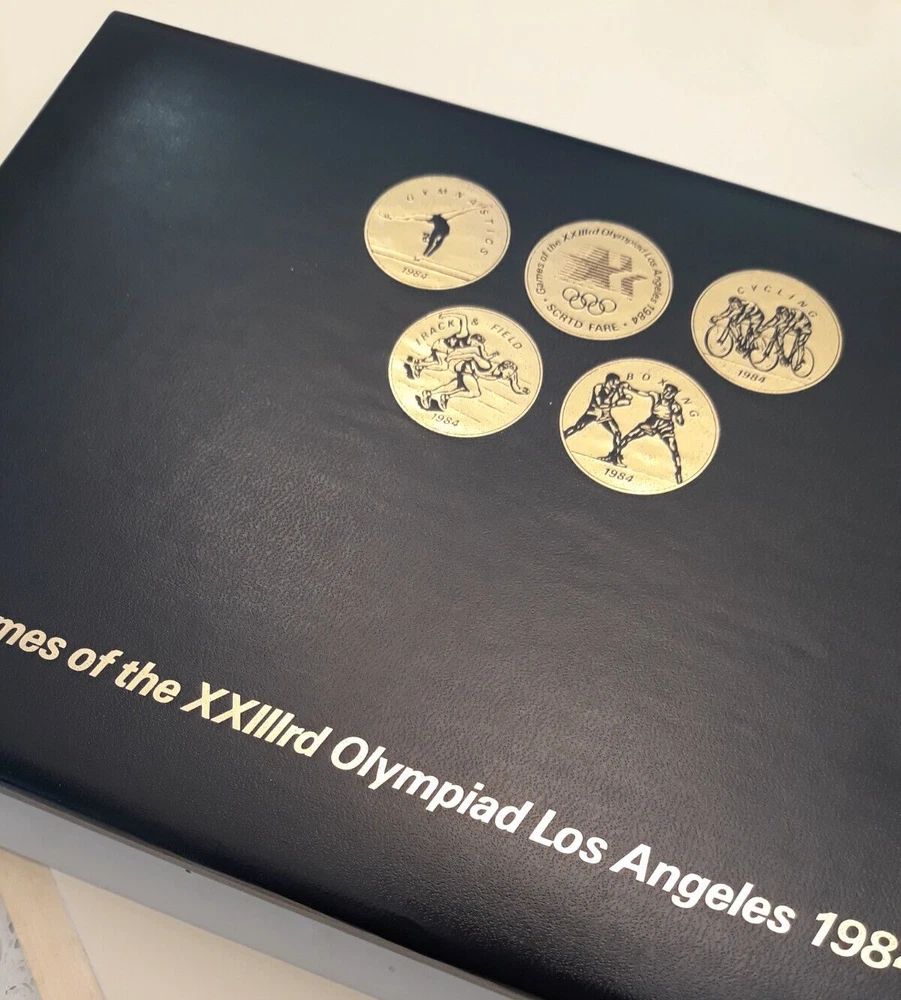 GYMNASTICS
1984
Games of the XXIIIrd Olympiad Los Angeles 1984
• SCRTD FARE •
CYCLING
1984
TRACK & FIELD
1984
BOXING
1984
mes of the XXIIIrd Olympiad Los Angeles 1984